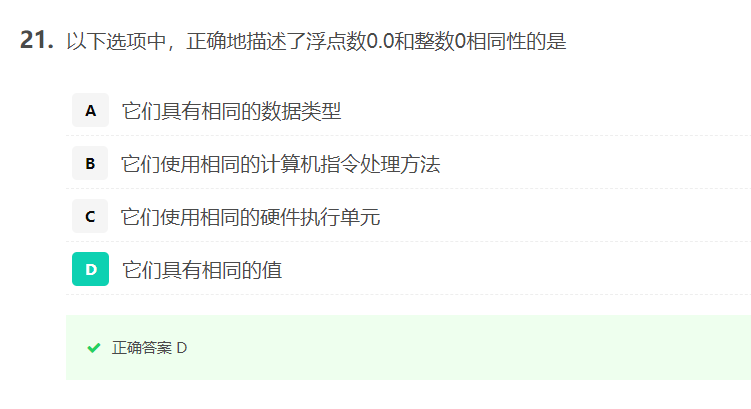 21. 以下选项中，正确地描述了浮点数0.0和整数0相同性的是
A 它们具有相同的数据类型
B 它们使用相同的计算机指令处理方法
C 它们使用相同的硬件执行单元
D 它们具有相同的值
正确答案 D